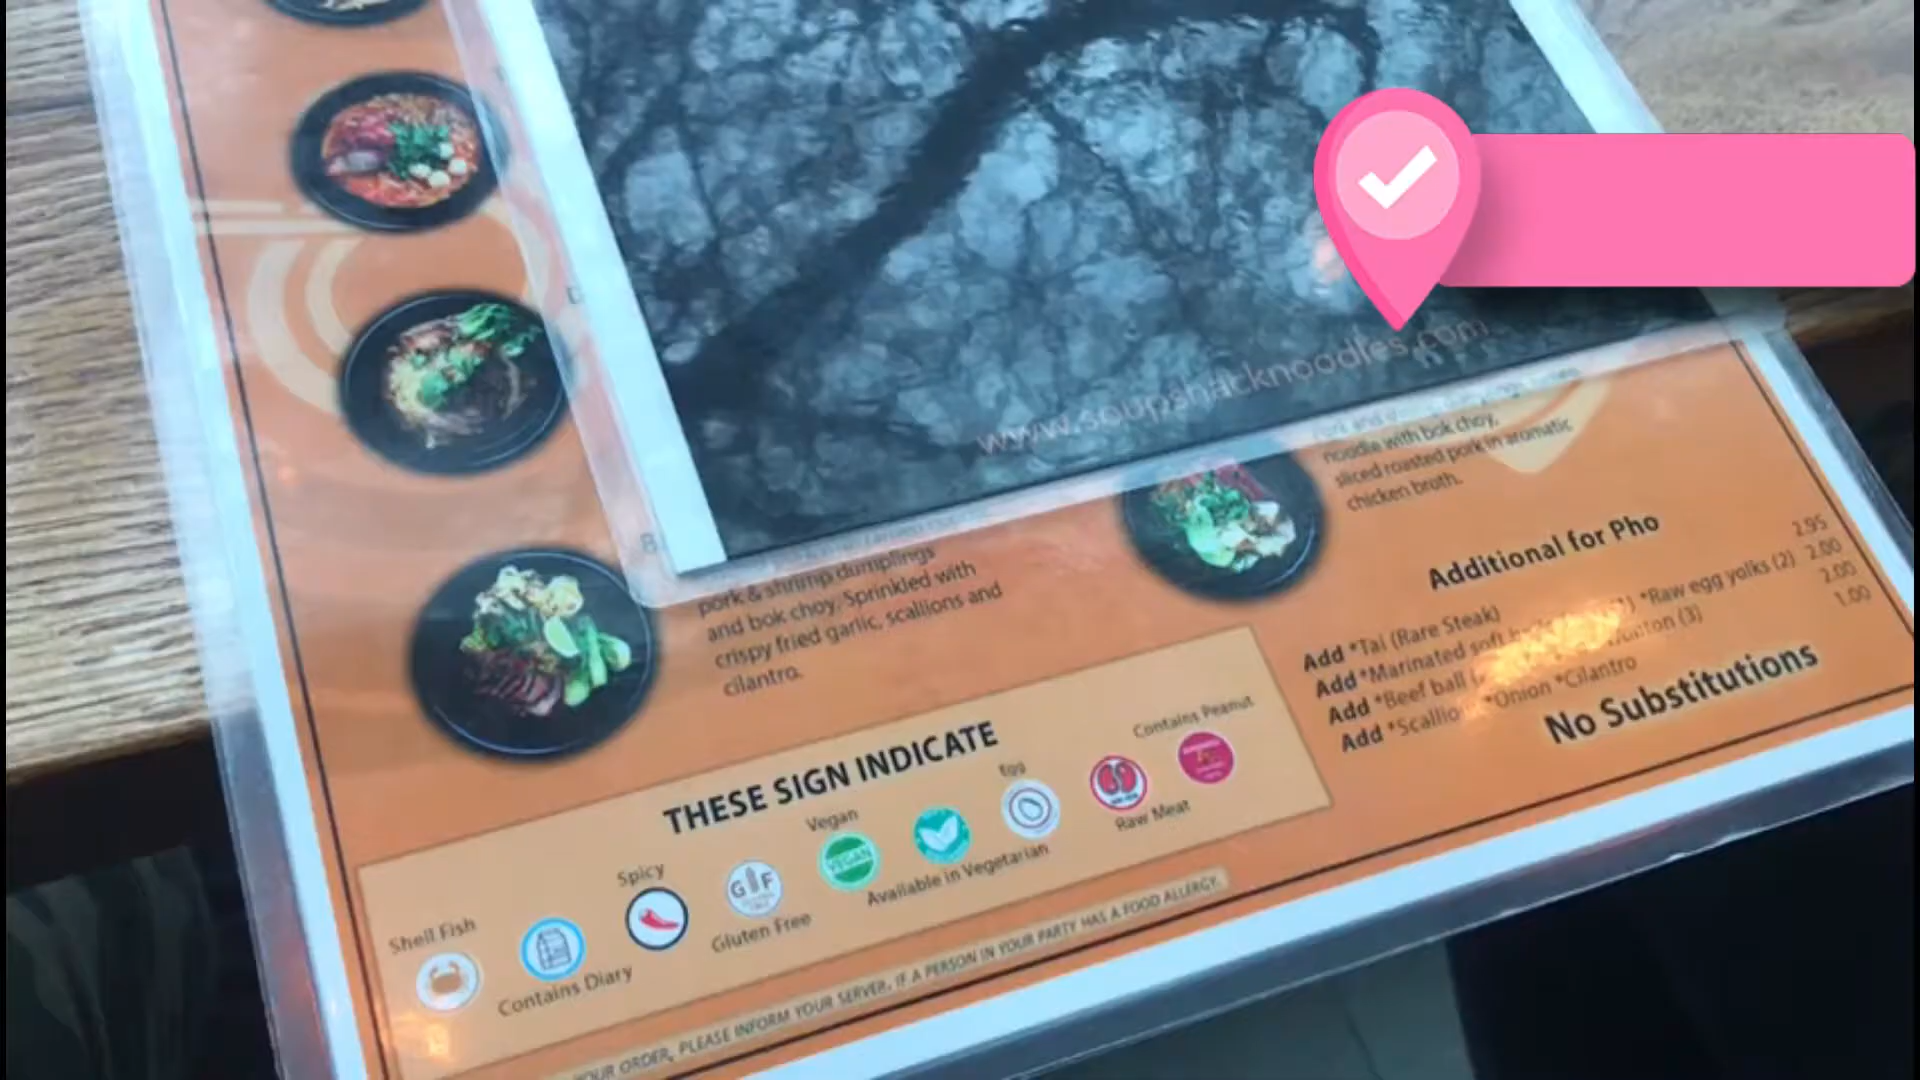 www.soupshacknoodles.com
noodle with bok choy,
sliced roasted pork in aromatic
chicken broth.
pork & shrimp dumplings
and bok choy. Sprinkled with
crispy fried garlic, scallions and
cilantro.
Additional for Pho
Add *Tai (Rare Steak) 2.95
Add *Marinated soft *Raw egg yolks (2) 2.00
Add *Beef ball (3) 2.00
Add *Scallion *Onion *Cilantro 1.00
No Substitutions
THESE SIGN INDICATE
Shell Fish
Contains Diary
Spicy
GF
Gluten Free
Vegan
VEGAN
Available in Vegetarian
Egg
Raw Meat
Contains Peanut
YOUR ORDER, PLEASE INFORM YOUR SERVER, IF A PERSON IN YOUR PARTY HAS A FOOD ALLERGY.